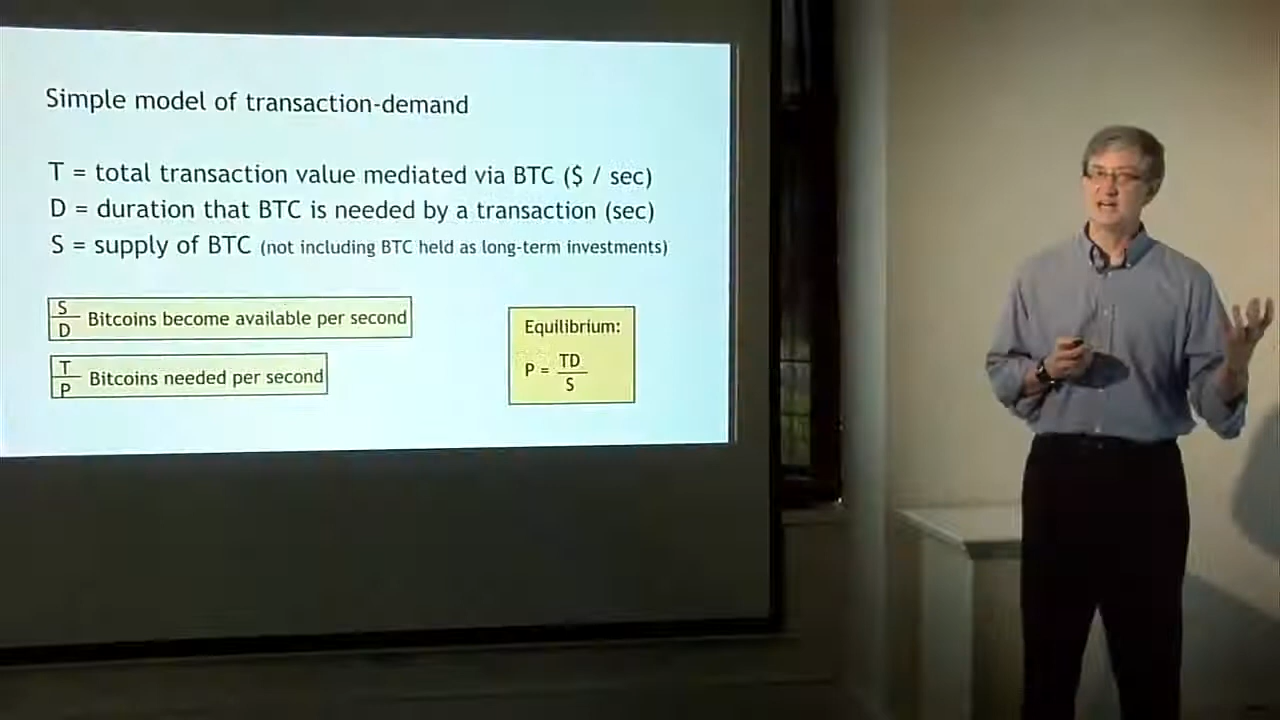 Simple model of transaction-demand
T = total transaction value mediated via BTC ($ / sec)
D = duration that BTC is needed by a transaction (sec)
S = supply of BTC (not including BTC held as long-term investments)
S
D
Bitcoins become available per second
T
P
Bitcoins needed per second
Equilibrium:
P = TD
S